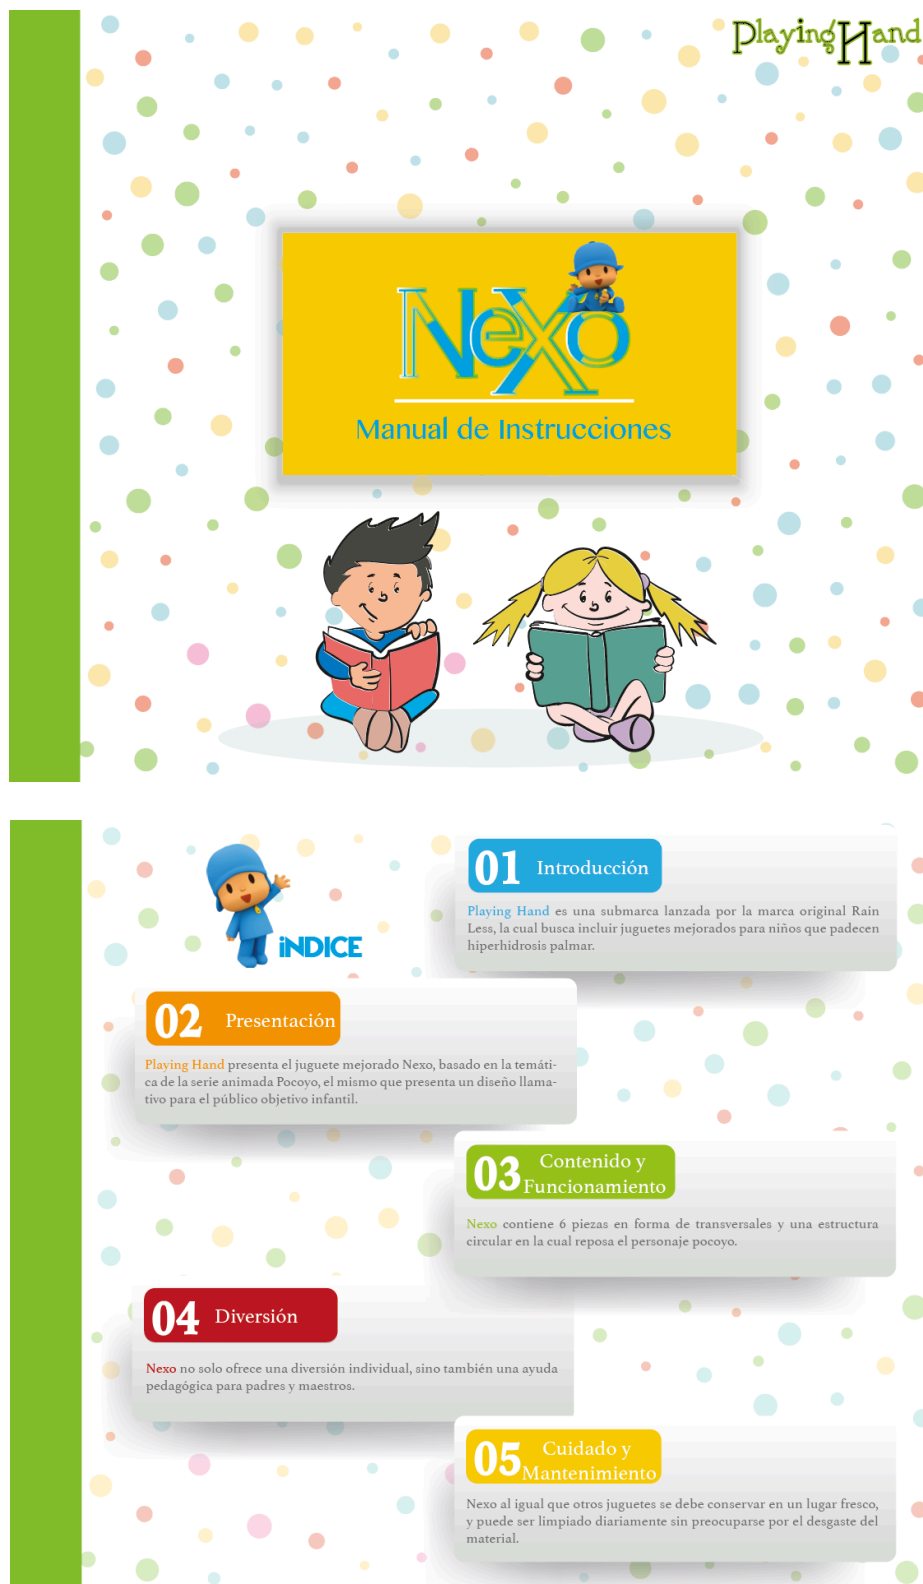 Playing Hand
Nexo
Manual de Instrucciones
iNDICE
01 Introducción
Playing Hand es una submarca lanzada por la marca original Rain
Less, la cual busca incluir juguetes mejorados para niños que padecen
hiperhidrosis palmar.
02 Presentación
Playing Hand presenta el juguete mejorado Nexo, basado en la temáti-
ca de la serie animada Pocoyo, el mismo que presenta un diseño llama-
tivo para el público objetivo infantil.
03 Contenido y
Funcionamiento
Nexo contiene 6 piezas en forma de transversales y una estructura
circular en la cual reposa el personaje pocoyo.
04 Diversión
Nexo no solo ofrece una diversión individual, sino también una ayuda
pedagógica para padres y maestros.
05 Cuidado y
Mantenimiento
Nexo al igual que otros juguetes se debe conservar en un lugar fresco,
y puede ser limpiado diariamente sin preocuparse por el desgaste del
material.